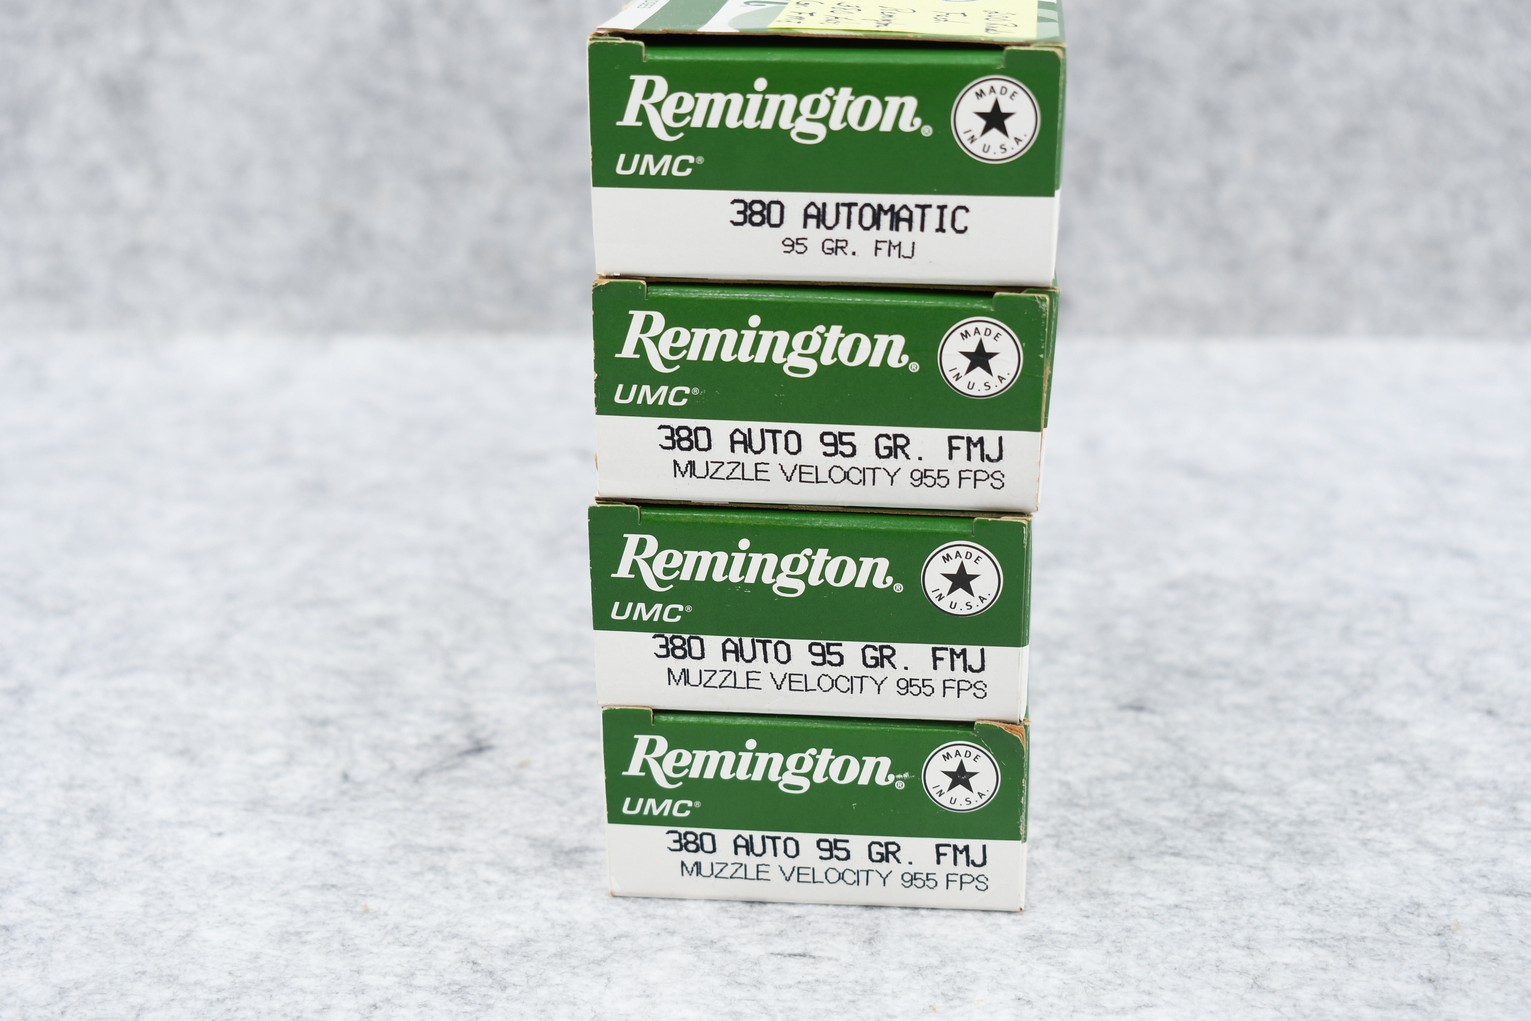 Remington®
MADE IN U.S.A.
UMC®
380 AUTOMATIC
95 GR. FMJ
Remington®
MADE IN U.S.A.
UMC®
380 AUTO 95 GR. FMJ
MUZZLE VELOCITY 955 FPS
Remington®
MADE IN U.S.A.
UMC®
380 AUTO 95 GR. FMJ
MUZZLE VELOCITY 955 FPS
Remington®
MADE IN U.S.A.
UMC®
380 AUTO 95 GR. FMJ
MUZZLE VELOCITY 955 FPS